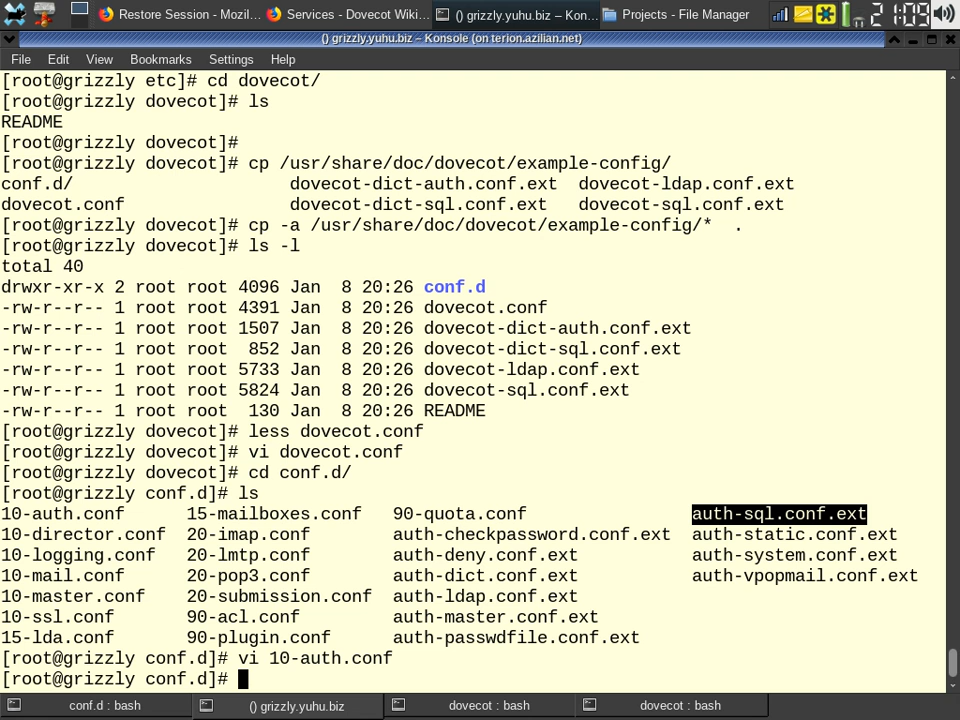 Restore Session - Mozil... Services - Dovecot Wiki... () grizzly.yuhu.biz – Kon... Projects - File Manager 2 1:09
() grizzly.yuhu.biz – Konsole (on terion.azilian.net)
File Edit View Bookmarks Settings Help
[root@grizzly etc]# cd dovecot/
[root@grizzly dovecot]# ls
README
[root@grizzly dovecot]#
[root@grizzly dovecot]# cp /usr/share/doc/dovecot/example-config/
conf.d/ dovecot-dict-auth.conf.ext dovecot-ldap.conf.ext
dovecot.conf dovecot-dict-sql.conf.ext dovecot-sql.conf.ext
[root@grizzly dovecot]# cp -a /usr/share/doc/dovecot/example-config/* .
[root@grizzly dovecot]# ls -l
total 40
drwxr-xr-x 2 root root 4096 Jan 8 20:26 conf.d
-rw-r--r-- 1 root root 4391 Jan 8 20:26 dovecot.conf
-rw-r--r-- 1 root root 1507 Jan 8 20:26 dovecot-dict-auth.conf.ext
-rw-r--r-- 1 root root 852 Jan 8 20:26 dovecot-dict-sql.conf.ext
-rw-r--r-- 1 root root 5733 Jan 8 20:26 dovecot-ldap.conf.ext
-rw-r--r-- 1 root root 5824 Jan 8 20:26 dovecot-sql.conf.ext
-rw-r--r-- 1 root root 130 Jan 8 20:26 README
[root@grizzly dovecot]# less dovecot.conf
[root@grizzly dovecot]# vi dovecot.conf
[root@grizzly dovecot]# cd conf.d/
[root@grizzly conf.d]# ls
10-auth.conf 15-mailboxes.conf 90-quota.conf auth-sql.conf.ext
10-director.conf 20-imap.conf auth-checkpassword.conf.ext auth-static.conf.ext
10-logging.conf 20-lmtp.conf auth-deny.conf.ext auth-system.conf.ext
10-mail.conf 20-pop3.conf auth-dict.conf.ext auth-vpopmail.conf.ext
10-master.conf 20-submission.conf auth-ldap.conf.ext
10-ssl.conf 90-acl.conf auth-master.conf.ext
15-lda.conf 90-plugin.conf auth-passwdfile.conf.ext
[root@grizzly conf.d]# vi 10-auth.conf
[root@grizzly conf.d]#
conf.d : bash () grizzly.yuhu.biz dovecot : bash dovecot : bash